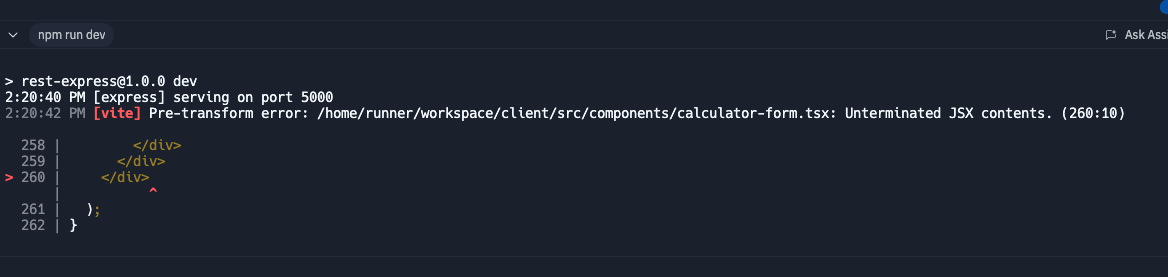 npm run dev
Ask Assi
> rest-express@1.0.0 dev
2:20:40 PM [express] serving on port 5000
2:20:42 PM [vite] Pre-transform error: /home/runner/workspace/client/src/components/calculator-form.tsx: Unterminated JSX contents. (260:10)
  258 |         </div>
  259 |       </div>
> 260 |     </div>
      |           ^
  261 |   );
  262 | }